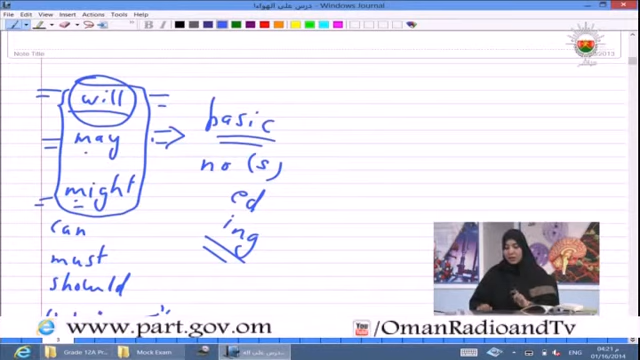 درس على الهواء! - Windows Journal
File Edit View Insert Actions Tools Help
B
Note Title
will
may
might
can
must
should
basic
no (s)
ed
ing
www.part.gov.om
You Tube /OmanRadioandTv
Grade 12A Pr...
Mock Exam
04:21 م
01/16/2014